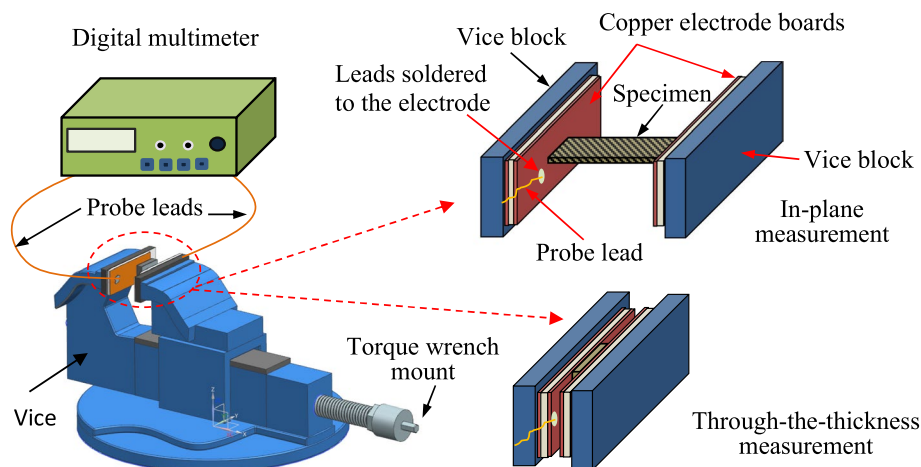 Digital multimeter
Probe leads
Vice
Torque wrench
mount
Vice block
Copper electrode boards
Leads soldered
to the electrode
Specimen
Vice block
Probe lead
In-plane
measurement
Through-the-thickness
measurement